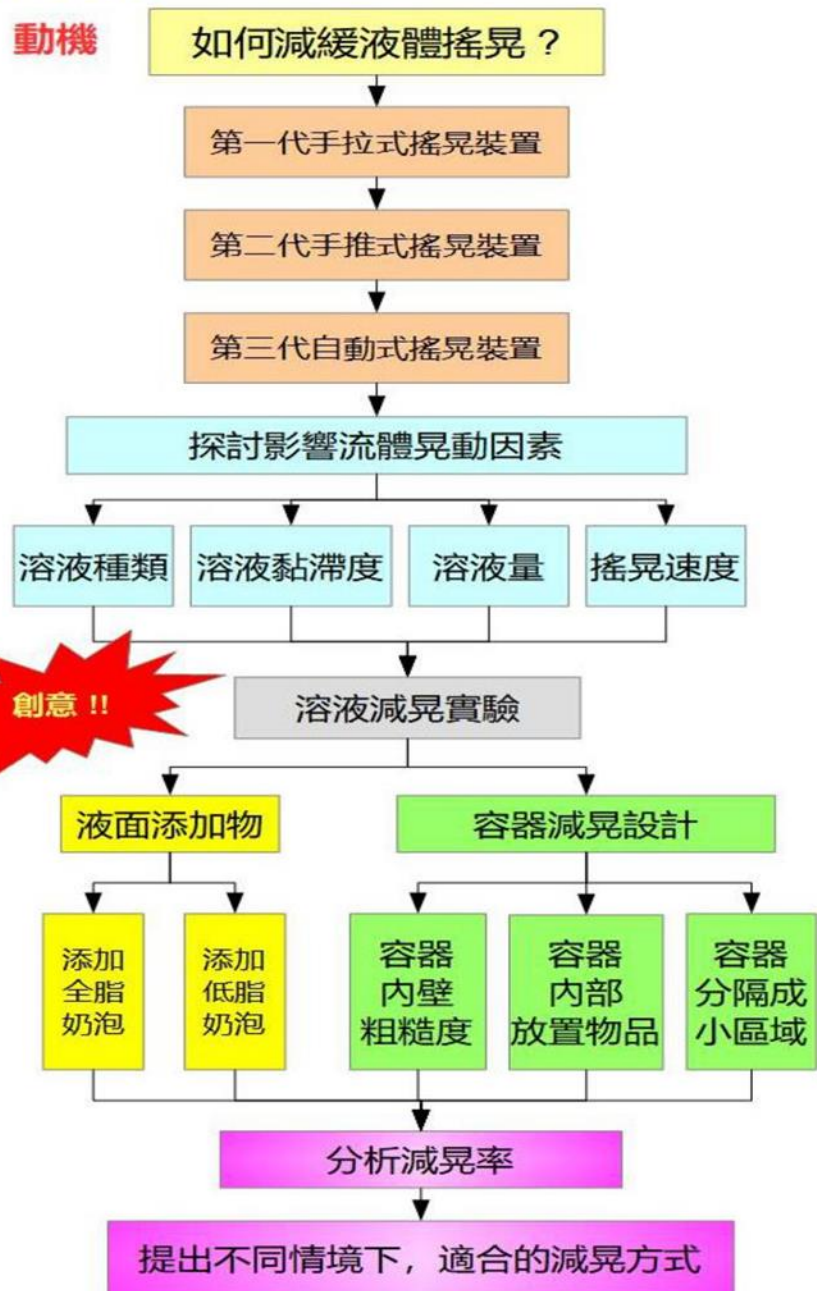 動機
如何減緩液體搖晃？
第一代手拉式搖晃裝置
第二代手推式搖晃裝置
第三代自動式搖晃裝置
探討影響流體晃動因素
溶液種類
溶液黏滯度
溶液量
搖晃速度
創意 !!
溶液減晃實驗
液面添加物
容器減晃設計
添加
全脂
奶泡
添加
低脂
奶泡
容器
內壁
粗糙度
容器
內部
放置物品
容器
分隔成
小區域
分析減晃率
提出不同情境下，適合的減晃方式